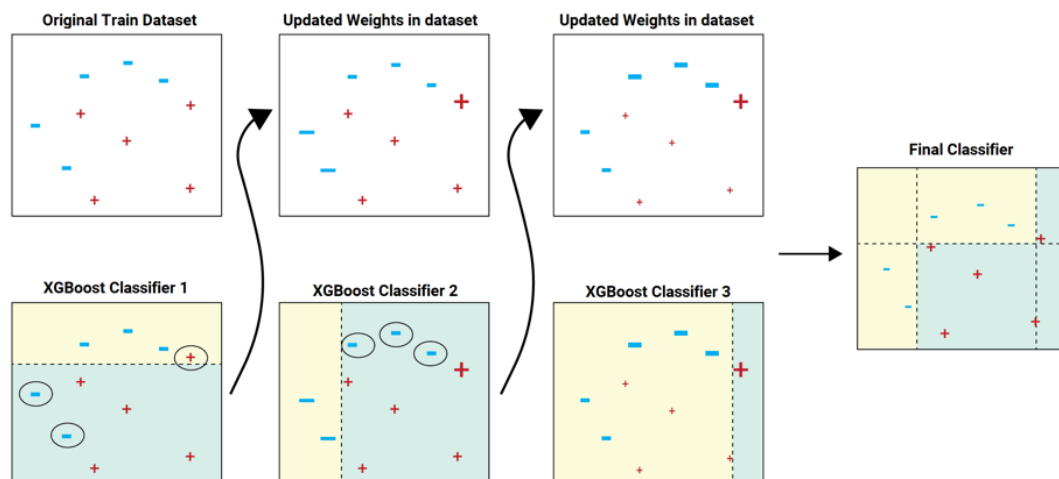 Original Train Dataset
Updated Weights in dataset
Updated Weights in dataset
Final Classifier
XGBoost Classifier 1
XGBoost Classifier 2
XGBoost Classifier 3